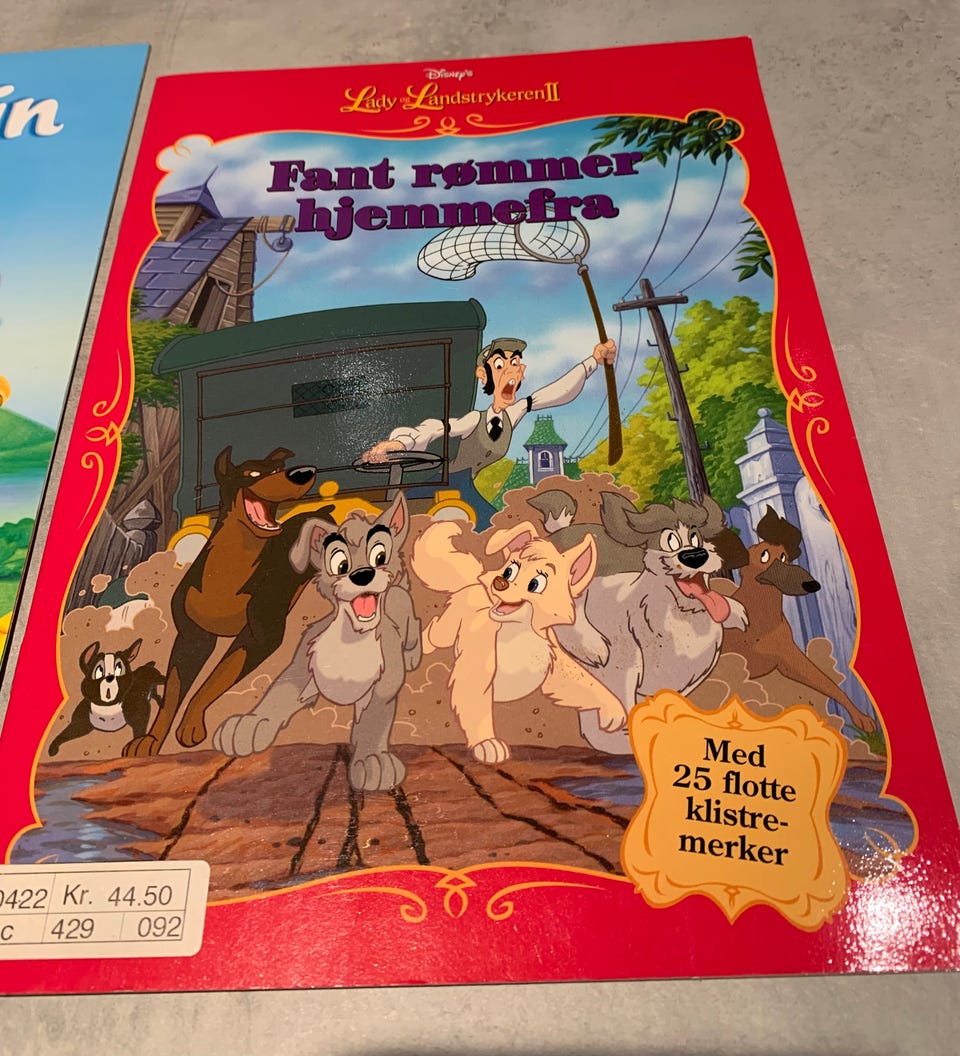 Disney's
Lady og Landstrykeren II
Fant rømmer
hjemmefra
Med
25 flotte
klistre-
merker
0422 Kr. 44.50
c 429 092